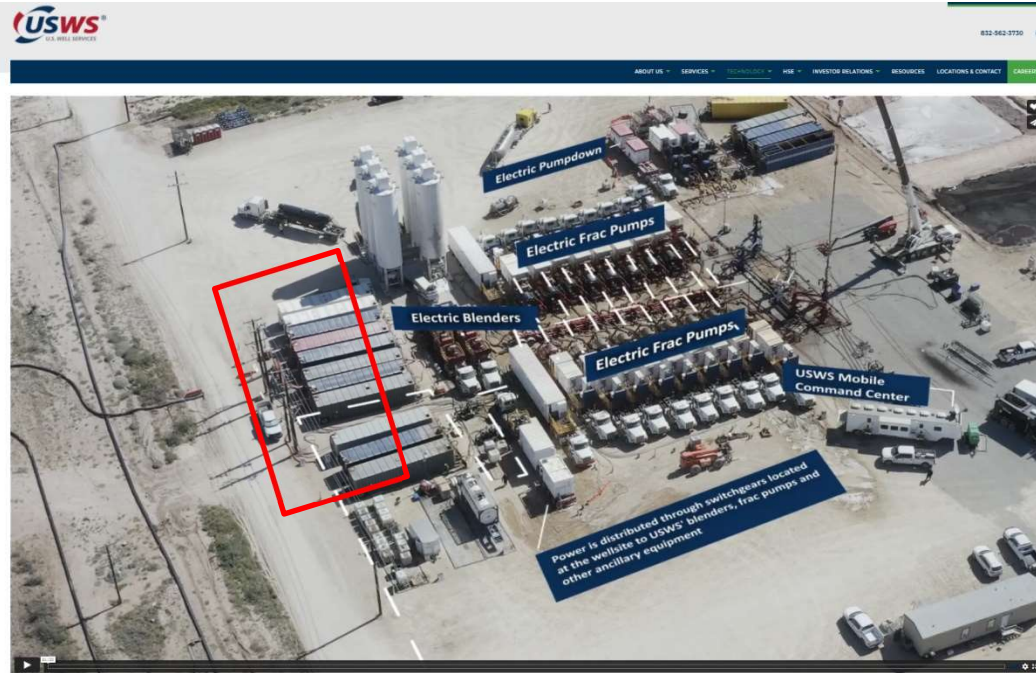 USWS®
U.S. WELL SERVICES
832-562-3730
ABOUT US
SERVICES
TECHNOLOGY
HSE
INVESTOR RELATIONS
RESOURCES
LOCATIONS & CONTACT
CAREERS
Electric Pumpdown
Electric Frac Pumps
Electric Blenders
Electric Frac Pumps
USWS Mobile
Command Center
Power is distributed through switchgears located
at the wellsite to USWS' blenders, frac pumps and
other ancillary equipment